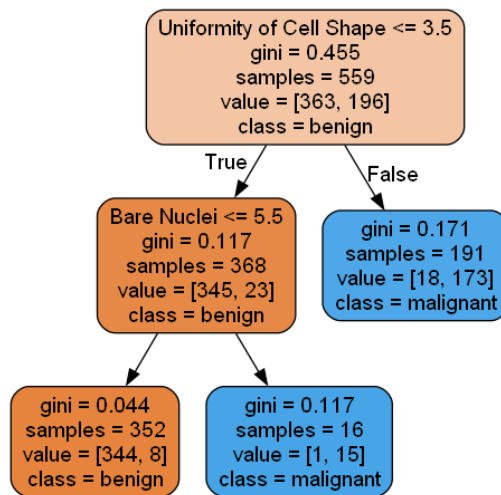 Uniformity of Cell Shape <= 3.5
gini = 0.455
samples = 559
value = [363, 196]
class = benign
True
False
Bare Nuclei <= 5.5
gini = 0.117
samples = 368
value = [345, 23]
class = benign
gini = 0.171
samples = 191
value = [18, 173]
class = malignant
gini = 0.044
samples = 352
value = [344, 8]
class = benign
gini = 0.117
samples = 16
value = [1, 15]
class = malignant